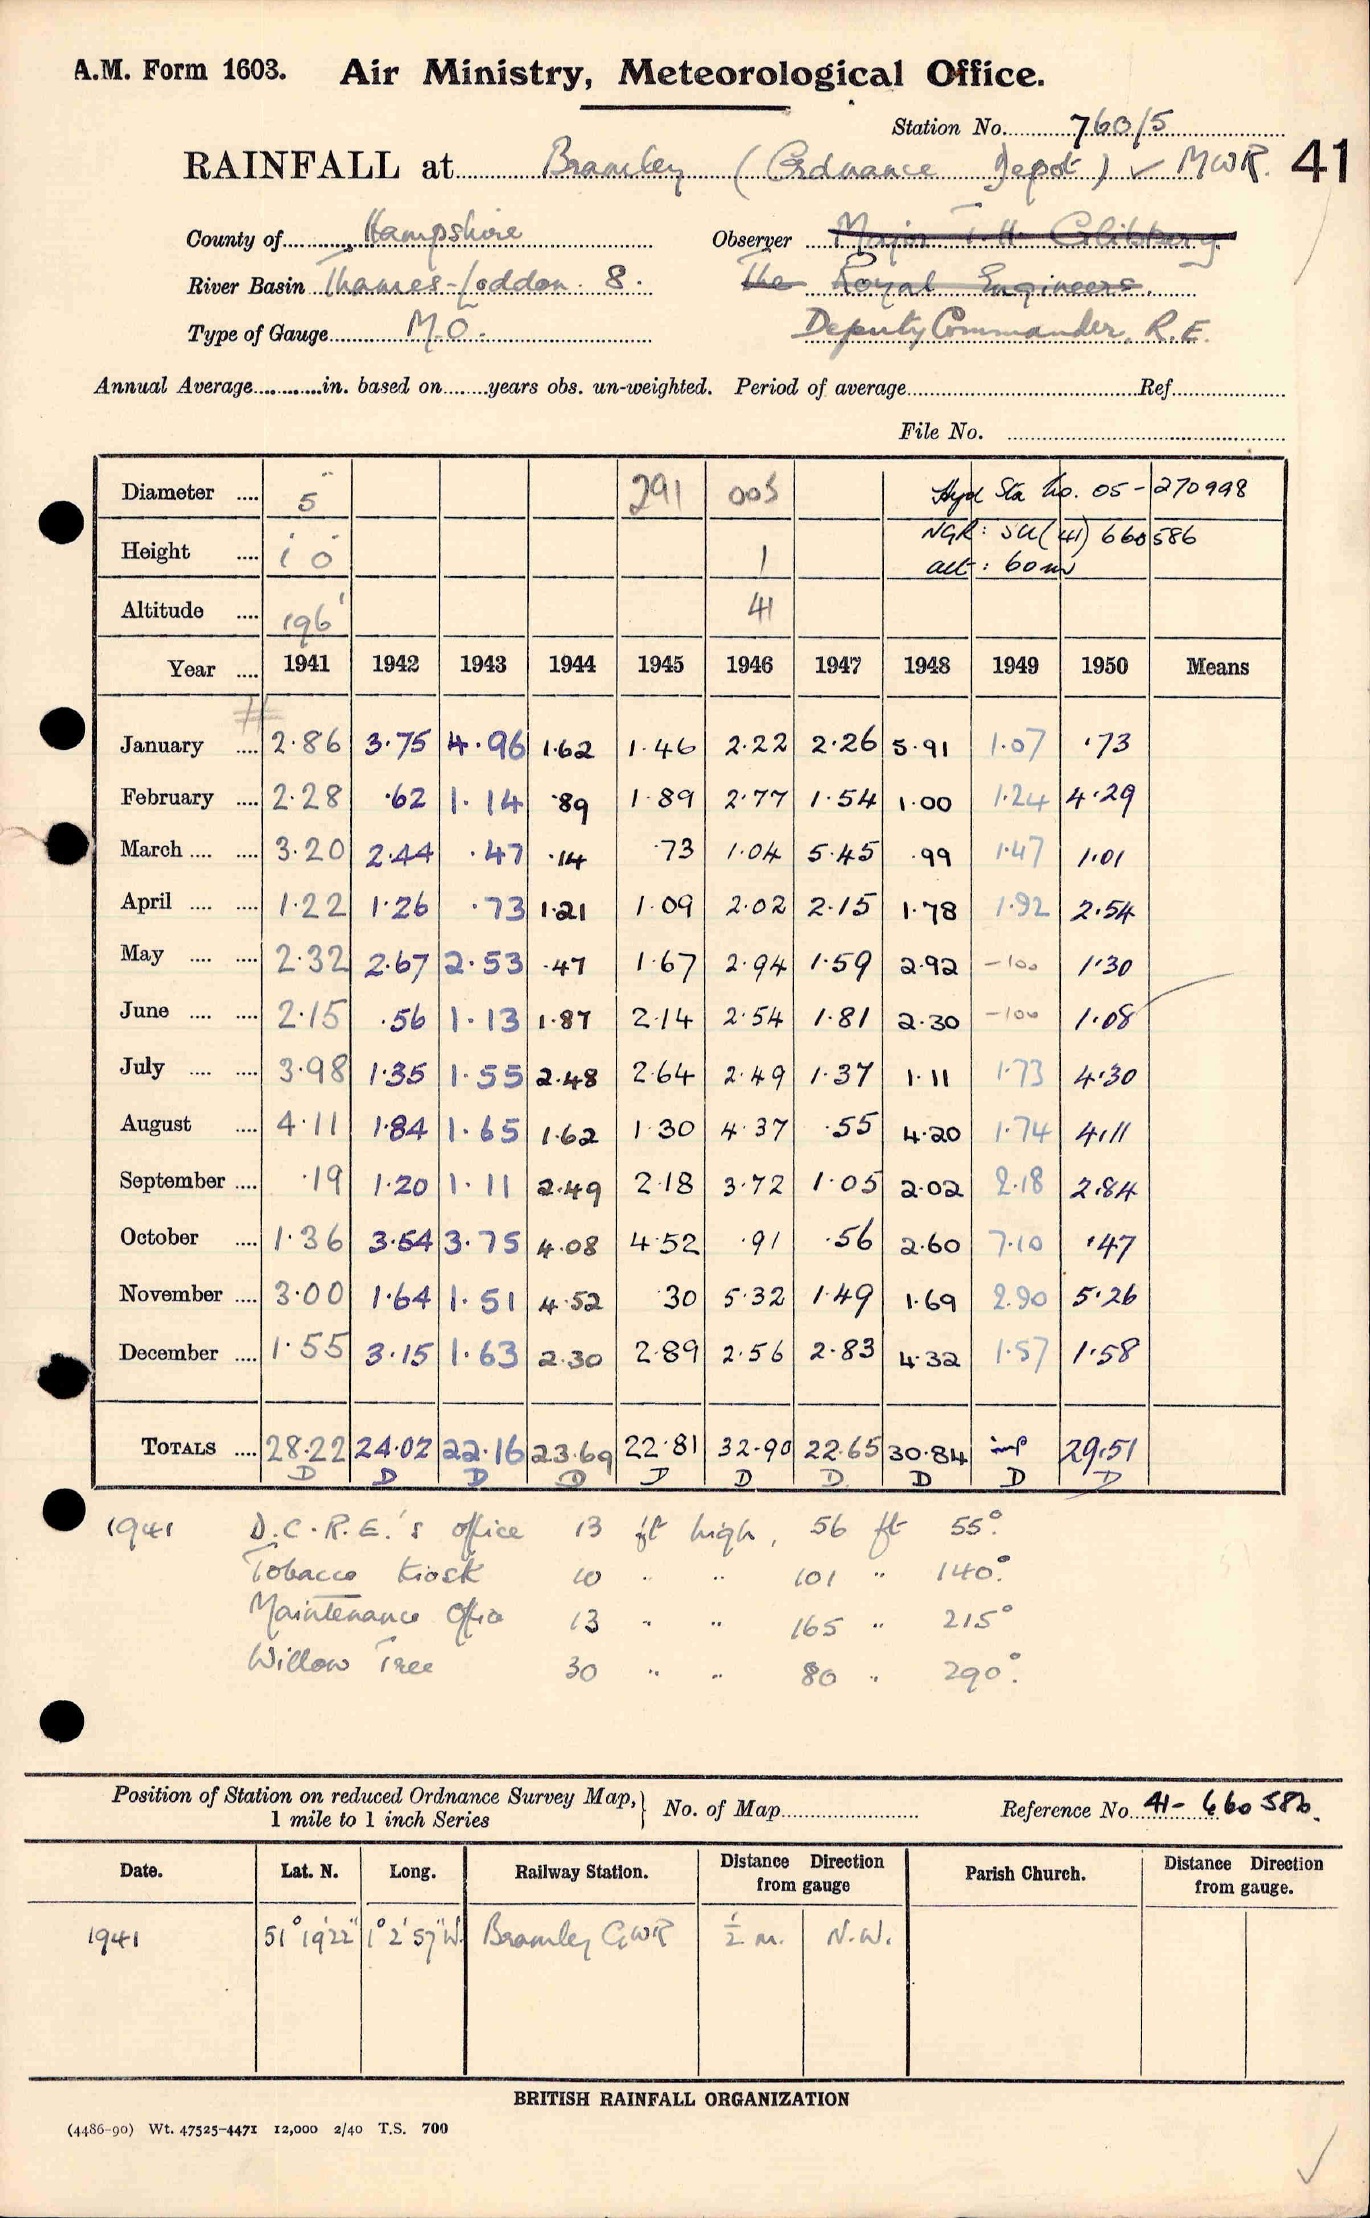 A.M. Form 1603. Air Ministry, Meteorological Office.
Station No. 760/5
RAINFALL at Bramley (Ordnance Depot) ✓ MWR. 41
County of Hampshire Observer Major T. H. Clibbery
River Basin Thames-Loddon. 8. The Royal Engineers.
Type of Gauge M.O. Deputy Commander, R.E.
Annual Average in. based on years obs. un-weighted. Period of average Ref
File No.
Diameter 5" 291 005 Hyd Sta No. 05-270998
Height 1' 0" 1 NGR: SU(41) 660586
alt: 60m
Altitude 196' 41
Year 1941 1942 1943 1944 1945 1946 1947 1948 1949 1950 Means
January 2.86 3.75 4.96 1.62 1.46 2.22 2.26 5.91 1.07 .73
February 2.28 .62 1.14 .89 1.89 2.77 1.54 1.00 1.24 4.29
March 3.20 2.44 .47 .14 .73 1.04 5.45 .99 1.47 1.01
April 1.22 1.26 .73 1.21 1.09 2.02 2.15 1.78 1.92 2.54
May 2.32 2.67 2.53 .47 1.67 2.94 1.59 2.92 -100 1.30
June 2.15 .56 1.13 1.87 2.14 2.54 1.81 2.30 -100 1.08
July 3.98 1.35 1.55 2.48 2.64 2.49 1.37 1.11 1.73 4.30
August 4.11 1.84 1.65 1.62 1.30 4.37 .55 4.20 1.74 4.11
September .19 1.20 1.11 2.49 2.18 3.72 1.05 2.02 2.18 2.84
October 1.36 3.54 3.75 4.08 4.52 .91 .56 2.60 7.10 .47
November 3.00 1.64 1.51 4.52 .30 5.32 1.49 1.69 2.90 5.26
December 1.55 3.15 1.63 2.30 2.89 2.56 2.83 4.32 1.57 1.58
TOTALS 28.22 24.02 22.16 23.69 22.81 32.90 22.65 30.84 imp 29.51
D D D D D D D D D D
1941 D.C.R.E.'s office 13 ft high, 56 ft 55°.
Tobacco Kiosk 10 " " 101 " 140°.
Maintenance Office 13 " " 165 " 215°
Willow Tree 30 " " 80 " 290°.
Position of Station on reduced Ordnance Survey Map, 1 mile to 1 inch Series No. of Map Reference No. 41-660586.
Date. Lat. N. Long. Railway Station. Distance Direction from gauge Parish Church. Distance Direction from gauge.
1941 51° 19' 22" 1° 2' 57" W. Bramley GWR ½ m. N.W.
BRITISH RAINFALL ORGANIZATION
(4486-90) Wt. 47525-4471 12,000 2/40 T.S. 700